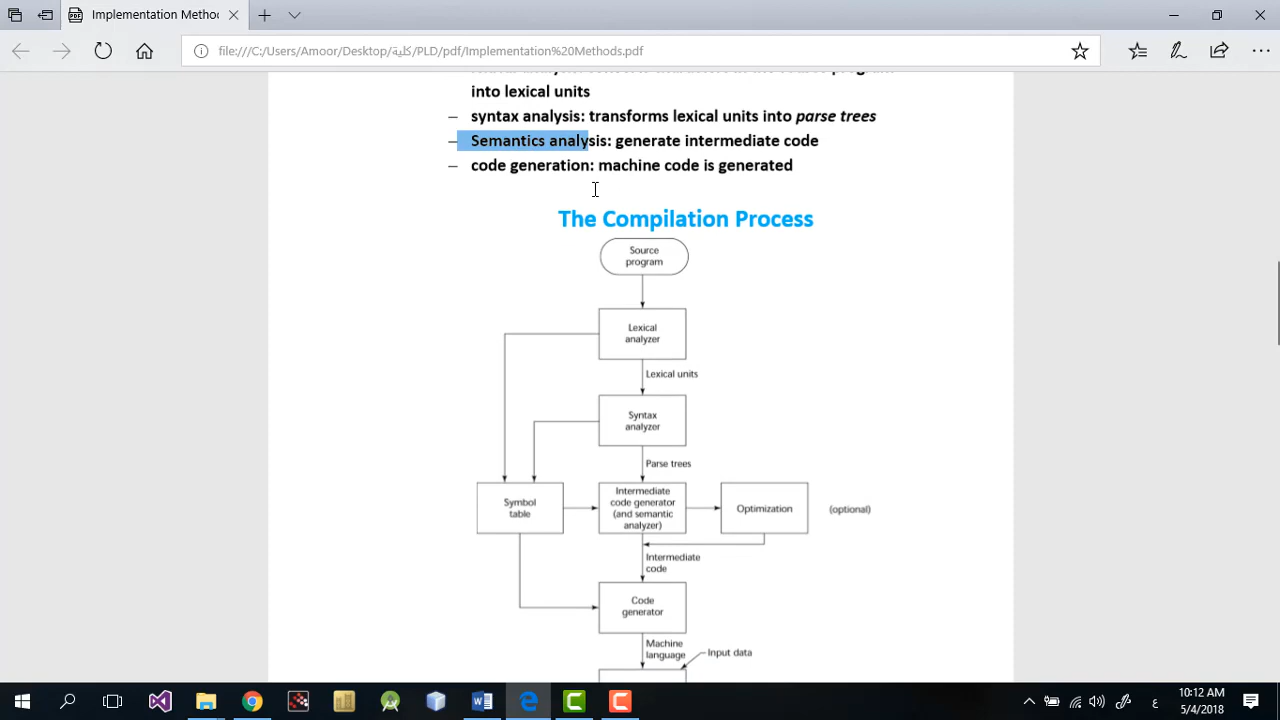 Implementation Methods.pdf
file:///C:/Users/Amoor/Desktop/كلية/PLD/pdf/Implementation%20Methods.pdf
into lexical units
– syntax analysis: transforms lexical units into parse trees
– Semantics analysis: generate intermediate code
– code generation: machine code is generated
The Compilation Process
Source
program
Lexical
analyzer
Lexical units
Syntax
analyzer
Parse trees
Symbol
table
Intermediate
code generator
(and semantic
analyzer)
Optimization
(optional)
Intermediate
code
Code
generator
Machine
language
Input data
ع
10:12 AM
5/4/2018